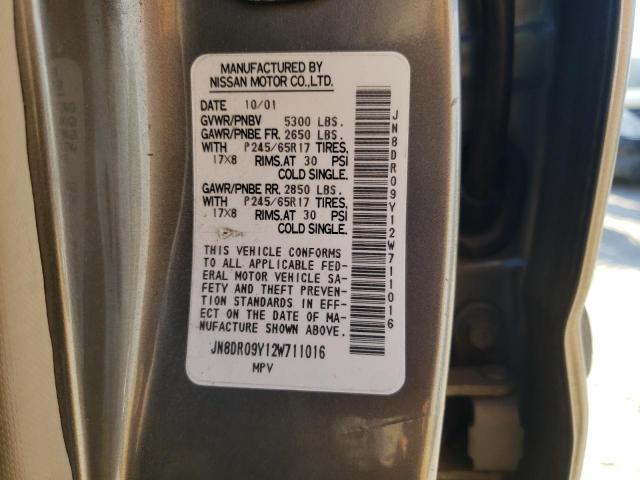 MANUFACTURED BY
NISSAN MOTOR CO.,LTD.
DATE 10/01
GVWR/PNBV 5300 LBS.
GAWR/PNBE FR. 2650 LBS.
WITH P245/65R17 TIRES,
17X8 RIMS,AT 30 PSI
COLD SINGLE.
GAWR/PNBE RR. 2850 LBS.
WITH P245/65R17 TIRES,
17X8 RIMS.AT 30 PSI
COLD SINGLE.
THIS VEHICLE CONFORMS
TO ALL APPLICABLE FED-
ERAL MOTOR VEHICLE SA-
FETY AND THEFT PREVEN-
TION STANDARDS IN EFF-
ECT ON THE DATE OF MA-
NUFACTURE SHOWN ABOVE.
JN8DR09Y12W711016
MPV
JN8DR09Y12W711016